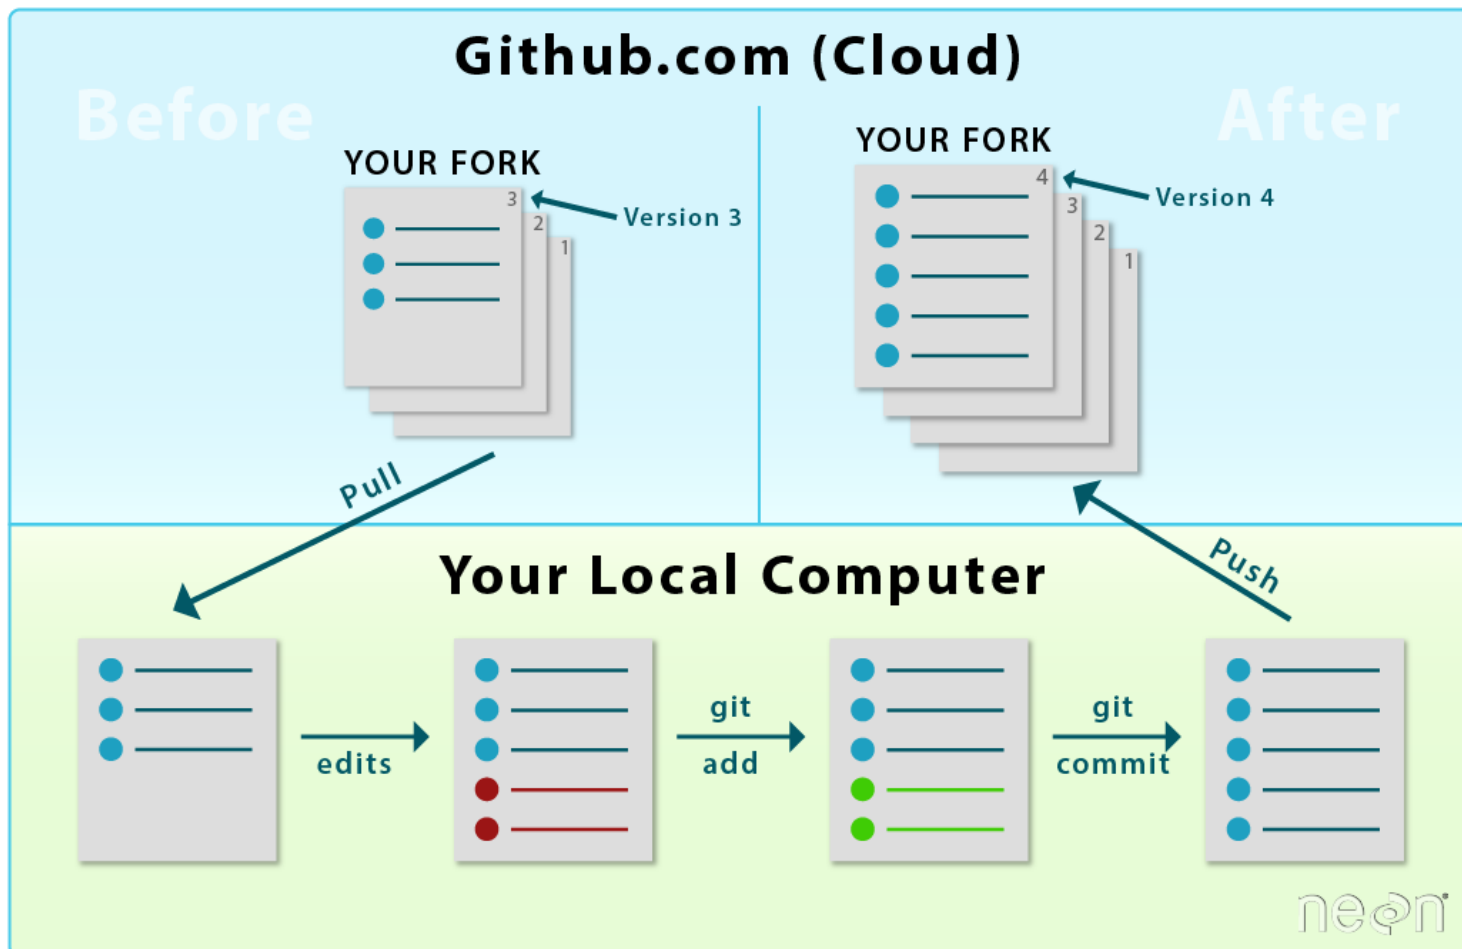 Github.com (Cloud)
Before
After
YOUR FORK
3
2
1
Version 3
YOUR FORK
4
3
2
1
Version 4
Pull
Push
Your Local Computer
edits
git
add
git
commit
neon